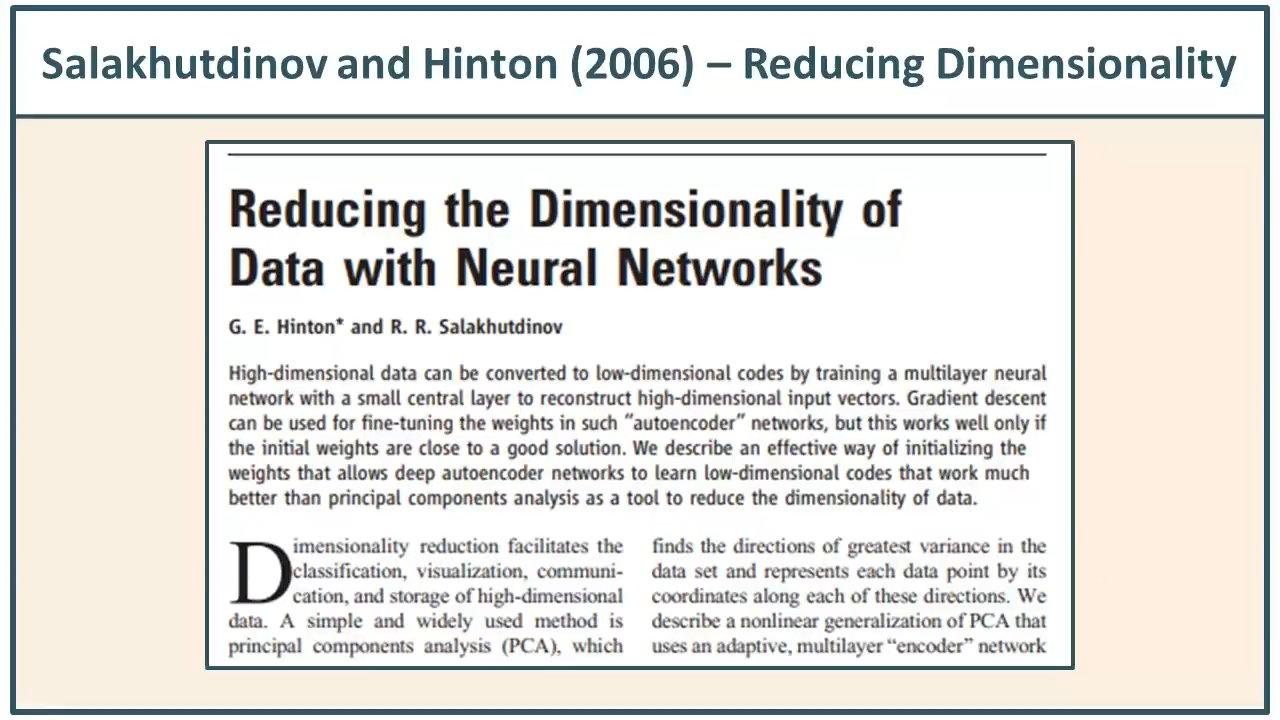 Salakhutdinov and Hinton (2006) – Reducing Dimensionality
Reducing the Dimensionality of
Data with Neural Networks
G. E. Hinton* and R. R. Salakhutdinov
High-dimensional data can be converted to low-dimensional codes by training a multilayer neural
network with a small central layer to reconstruct high-dimensional input vectors. Gradient descent
can be used for fine-tuning the weights in such “autoencoder” networks, but this works well only if
the initial weights are close to a good solution. We describe an effective way of initializing the
weights that allows deep autoencoder networks to learn low-dimensional codes that work much
better than principal components analysis as a tool to reduce the dimensionality of data.
Dimensionality reduction facilitates the
classification, visualization, communi-
cation, and storage of high-dimensional
data. A simple and widely used method is
principal components analysis (PCA), which
finds the directions of greatest variance in the
data set and represents each data point by its
coordinates along each of these directions. We
describe a nonlinear generalization of PCA that
uses an adaptive, multilayer “encoder” network